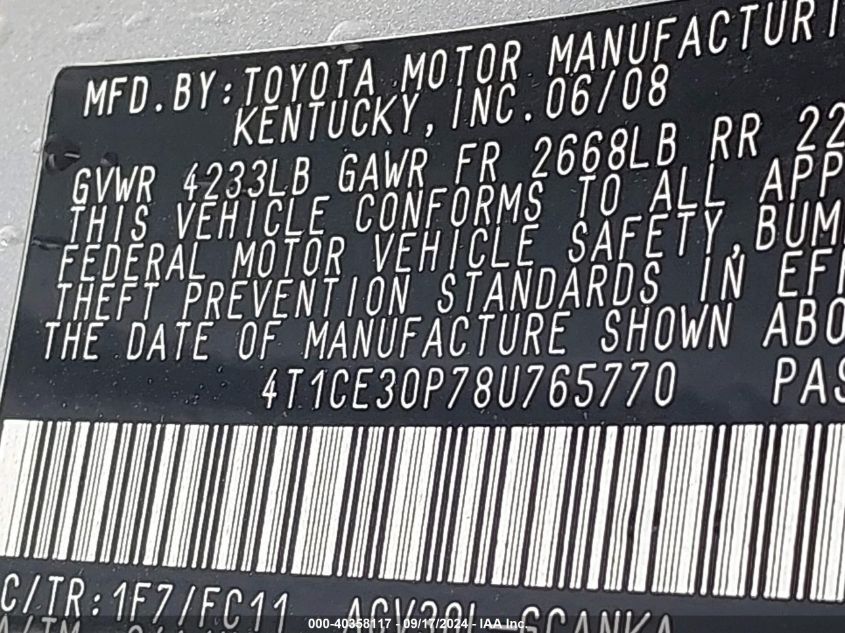 MFD.BY:TOYOTA MOTOR MANUFACTURI
KENTUCKY, INC. 06/08
GVWR 4233LB GAWR FR 2668LB RR 22
THIS VEHICLE CONFORMS TO ALL APP
FEDERAL MOTOR VEHICLE SAFETY, BUM
THEFT PREVENTION STANDARDS IN EF
THE DATE OF MANUFACTURE SHOWN ABO
4T1CE30P78U765770 PAS
C/TR:1F7/FC11
000-40358117 - 09/17/2024 - IAA Inc.